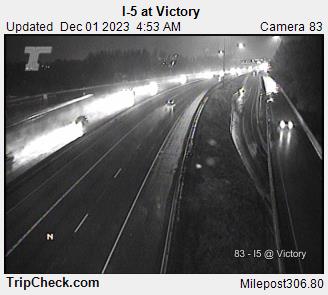 I-5 at Victory
Updated Dec 01 2023 4:53 AM Camera 83
T
N
83 - I5 @ Victory
TripCheck.com Milepost306.80